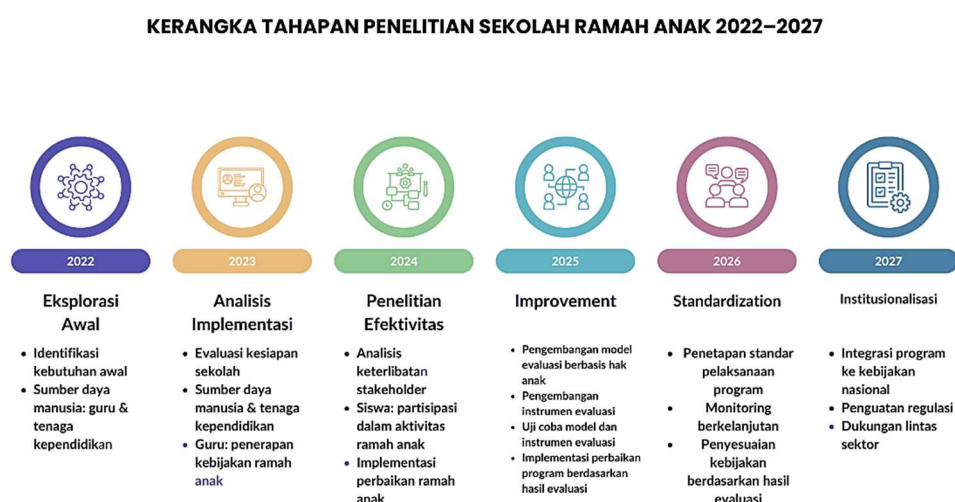 KERANGKA TAHAPAN PENELITIAN SEKOLAH RAMAH ANAK 2022–2027
2022
Eksplorasi
Awal
• Identifikasi
kebutuhan awal
• Sumber daya
manusia: guru &
tenaga
kependidikan
2023
Analisis
Implementasi
• Evaluasi kesiapan
sekolah
• Sumber daya
manusia & tenaga
kependidikan
• Guru: penerapan
kebijakan ramah
anak
2024
Penelitian
Efektivitas
• Analisis
keterlibatan
stakeholder
• Siswa: partisipasi
dalam aktivitas
ramah anak
• Implementasi
perbaikan ramah
anak
2025
Improvement
• Pengembangan model
evaluasi berbasis hak
anak
• Pengembangan
instrumen evaluasi
• Uji coba model dan
instrumen evaluasi
• Implementasi perbaikan
program berdasarkan
hasil evaluasi
2026
Standardization
• Penetapan standar
pelaksanaan
program
• Monitoring
berkelanjutan
• Penyesuaian
kebijakan
berdasarkan hasil
evaluasi
2027
Institusionalisasi
• Integrasi program
ke kebijakan
nasional
• Penguatan regulasi
• Dukungan lintas
sektor